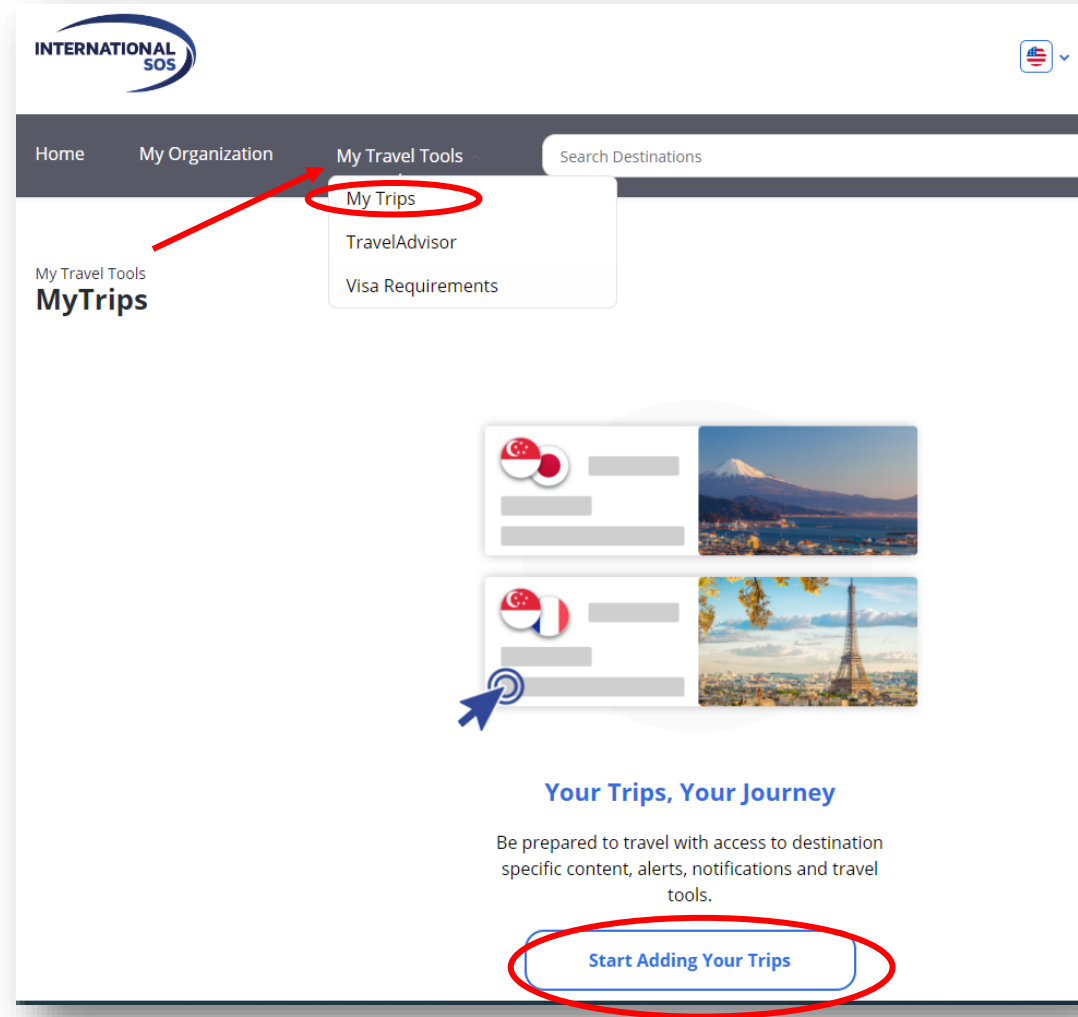 INTERNATIONAL
SOS
Home My Organization My Travel Tools Search Destinations
My Trips
TravelAdvisor
Visa Requirements
My Travel Tools
MyTrips
Your Trips, Your Journey
Be prepared to travel with access to destination
specific content, alerts, notifications and travel
tools.
Start Adding Your Trips